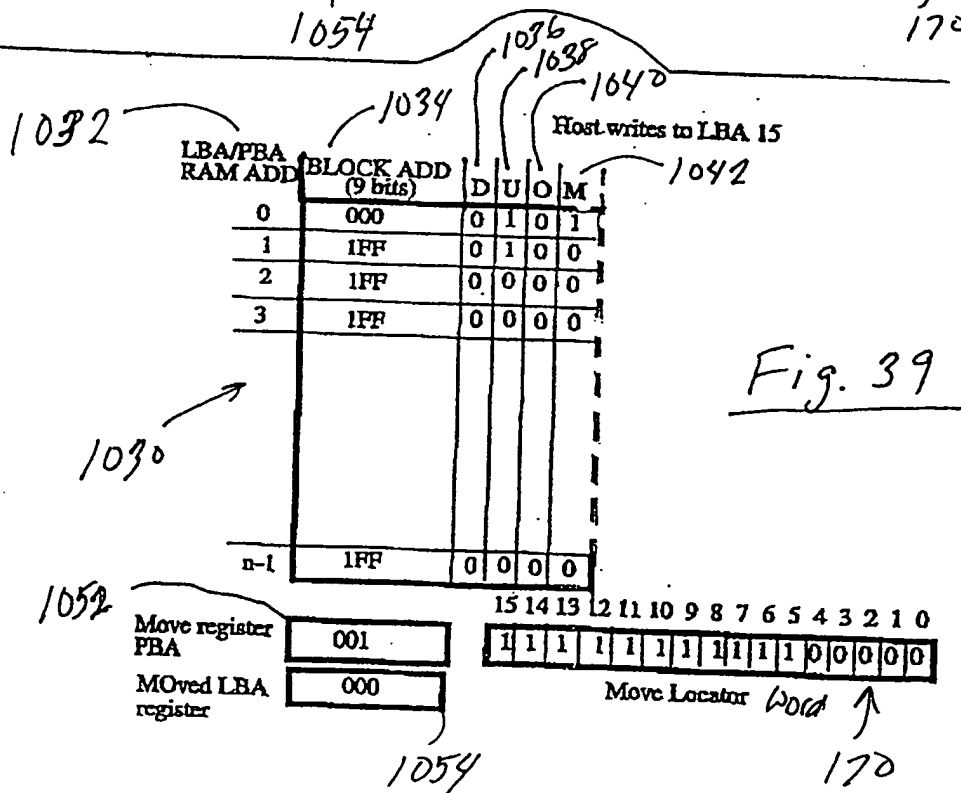 1054
170
1036
1038
1034
1040
1032
Host writes to LBA 15
LBA/PBA
RAM ADD
BLOCK ADD
(9 bits)
D U O M
1042
0 000 0 1 0 1
1 1FF 0 1 0 0
2 1FF 0 0 0 0
3 1FF 0 0 0 0
Fig. 39
1030
n-1 1FF 0 0 0 0
1052
15 14 13 12 11 10 9 8 7 6 5 4 3 2 1 0
Move register
PBA
001
1 1 1 1 1 1 1 1 1 1 1 0 0 0 0 0
MOved LBA
register
000
Move Locator Word
1054
170